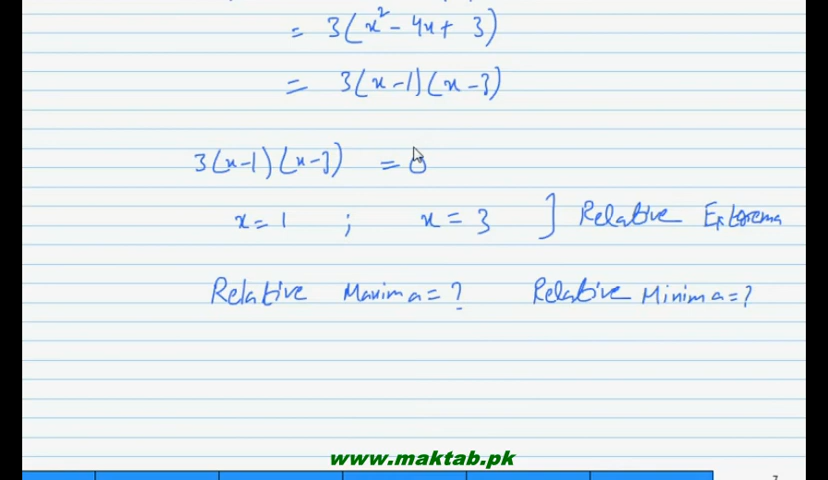 = 3(x² - 4x + 3)
= 3(x-1)(x-3)
3(x-1)(x-3) = 0
x = 1 ; x = 3 ] Relative Extrema
Relative Maxima = ? Relative Minima = ?
www.maktab.pk
7